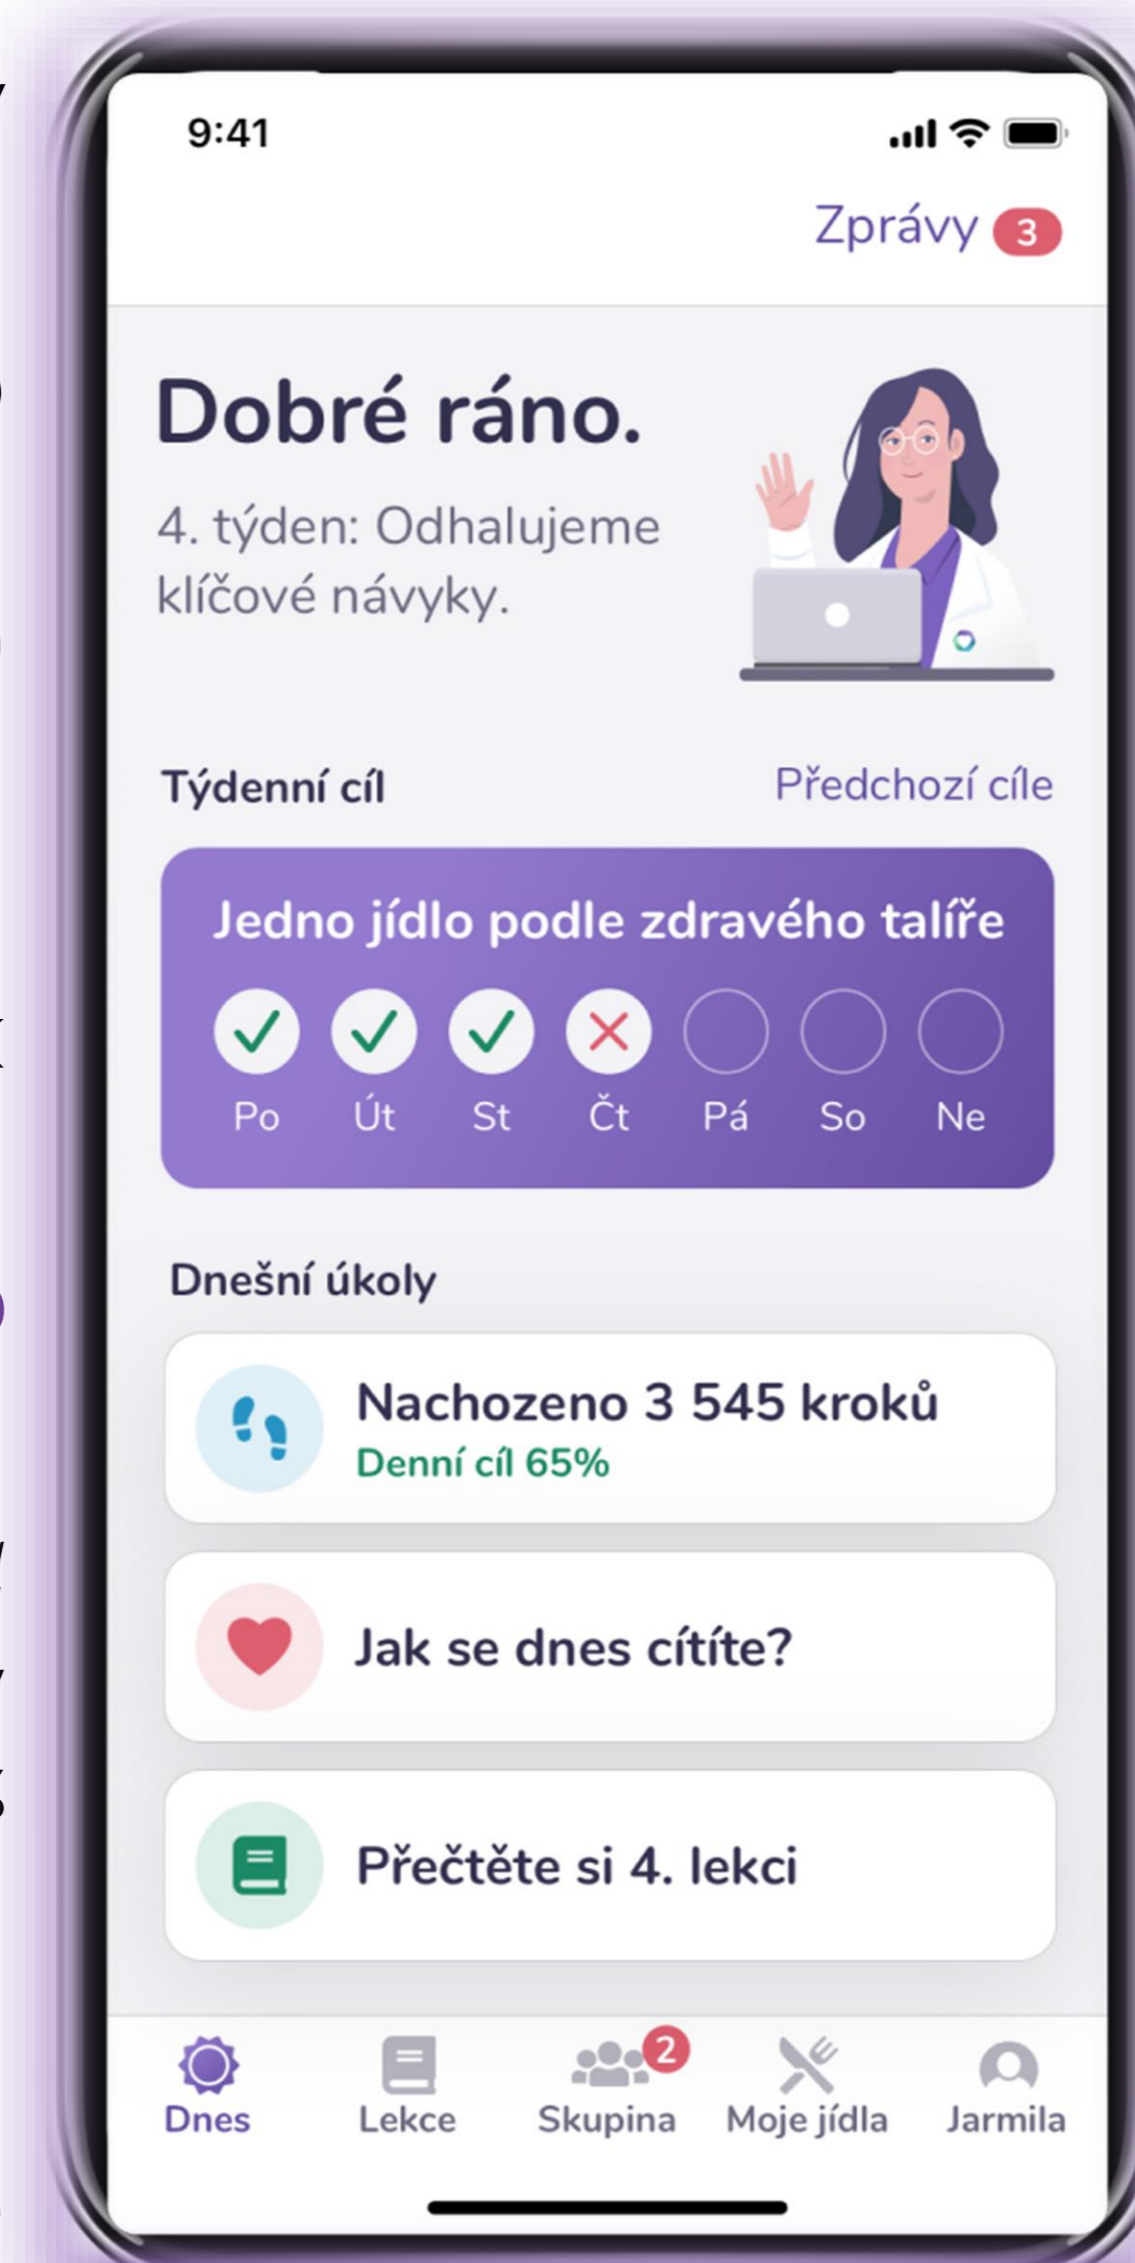 9:41
Zprávy 3
Dobré ráno.
4. týden: Odhalujeme
klíčové návyky.
Týdenní cíl
Předchozí cíle
Jedno jídlo podle zdravého talíře
Po Út St Čt Pá So Ne
Dnešní úkoly
Nachozeno 3 545 kroků
Denní cíl 65%
Jak se dnes cítíte?
Přečtěte si 4. lekci
2
Dnes Lekce Skupina Moje jídla Jarmila